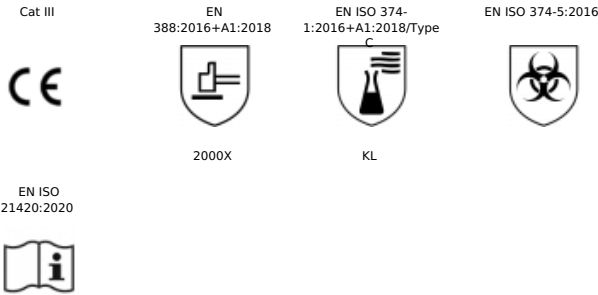 Cat III
EN
388:2016+A1:2018
EN ISO 374-
1:2016+A1:2018/Type
C
EN ISO 374-5:2016
CE
2000X
KL
EN ISO
21420:2020
i